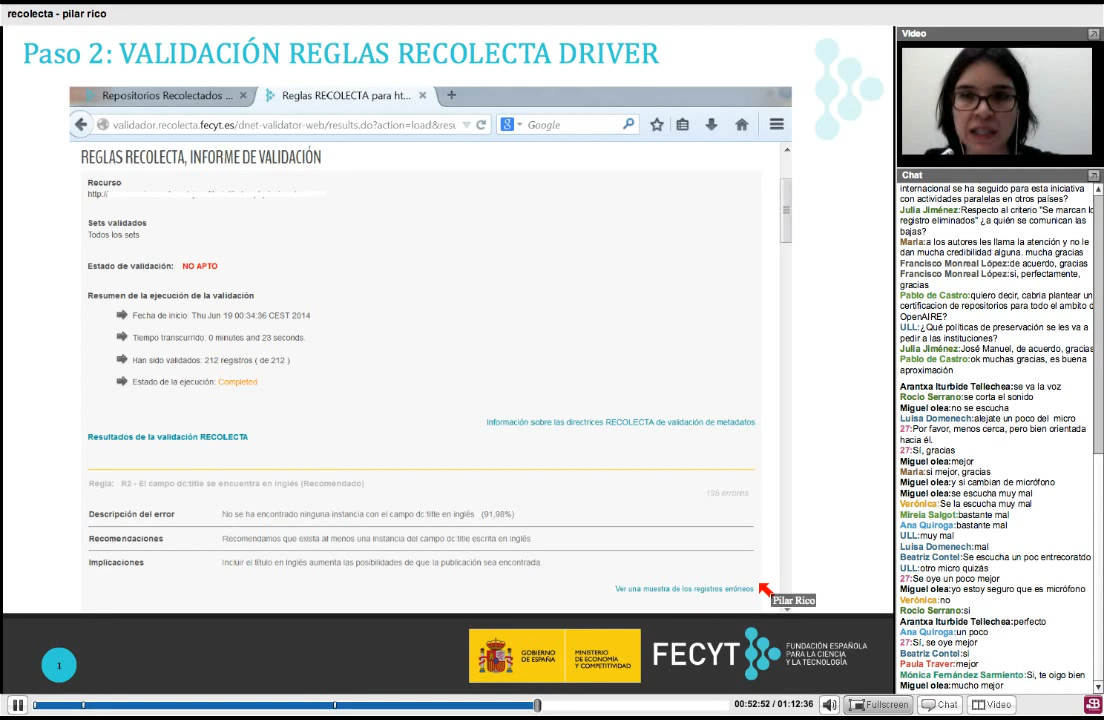 recolecta - pilar rico
Paso 2: VALIDACIÓN REGLAS RECOLECTA DRIVER
Repositorios Recolectados ... ×
Reglas RECOLECTA para ht... ×
validador.recolecta.fecyt.es/dnet-validator-web/results.do?action=load&resu
Google
REGLAS RECOLECTA, INFORME DE VALIDACIÓN
Recurso
http://
Sets validados
Todos los sets
Estado de validación: NO APTO
Resumen de la ejecución de la validación
Fecha de inicio: Thu Jun 19 00:34:36 CEST 2014
Tiempo transcurrido: 0 minutes and 23 seconds.
Han sido validados: 212 registros ( de 212 )
Estado de la ejecución: Completed
Información sobre las directrices RECOLECTA de validación de metadatos
Resultados de la validación RECOLECTA
Regla: R2 - El campo dc:title se encuentra en inglés (Recomendado)
195 errores
Descripción del error No se ha encontrado ninguna instancia con el campo dc:title en inglés (91,98%)
Recomendaciones Recomendamos que exista al menos una instancia del campo dc:title escrita en inglés
Implicaciones Incluir el título en inglés aumenta las posibilidades de que la publicación sea encontrada.
Ver una muestra de los registros erróneos
Pilar Rico
1
GOBIERNO
DE ESPAÑA
MINISTERIO
DE ECONOMÍA
Y COMPETITIVIDAD
FECYT
FUNDACIÓN ESPAÑOLA
PARA LA CIENCIA
Y LA TECNOLOGÍA
Video
Chat
internacional se ha seguido para esta iniciativa
con actividades paralelas en otros países?
Julia Jiménez:Respecto al criterio "Se marcan lo
registro eliminados" ¿a quién se comunican las
bajas?
Maria:a los autores les llama la atención y no le
dan mucha credibilidad alguna. mucha gracias
Francisco Monreal López:de acuerdo, gracias
Francisco Monreal López:si, perfectamente,
gracias
Pablo de Castro:quiero decir, cabria plantear un
certificacion de repositorios para todo el ambito d
OpenAIRE?
ULL:¿Qué políticas de preservación se les va a
pedir a las instituciones?
Julia Jiménez:José Manuel, de acuerdo, gracias
Pablo de Castro:ok muchas gracias, es buena
aproximación
Arantxa Iturbide Tellechea:se va la voz
Rocio Serrano:se corta el sonido
Miguel olea:no se escucha
Luisa Domenech:alejate un poco del micro
27:Por favor, menos cerca, pero bien orientada
hacia él.
27:Sí, gracias
Miguel olea:mejor
Maria:si mejor, gracias
Miguel olea:y si cambian de micrófono
Miguel olea:se escucha muy mal
Verónica:Se la escucha muy mal
Mireia Salgot:bastante mal
Ana Quiroga:bastante mal
ULL:muy mal
Luisa Domenech:mal
Beatriz Contel:Se escucha un poc entrecoratdo
ULL:otro micro quizás
27:Se oye un poco mejor
Miguel olea:yo estoy seguro que es micrófono
Verónica:no
Rocio Serrano:si
Arantxa Iturbide Tellechea:perfecto
Ana Quiroga:un poco
27:Sí, se oye mejor
Beatriz Contel:si
Paula Traver:mejor
Mónica Fernández Sarmiento:Si, te oigo bien
Miguel olea:mucho mejor
00:52:52 / 01:12:36
Fullscreen
Chat
Video